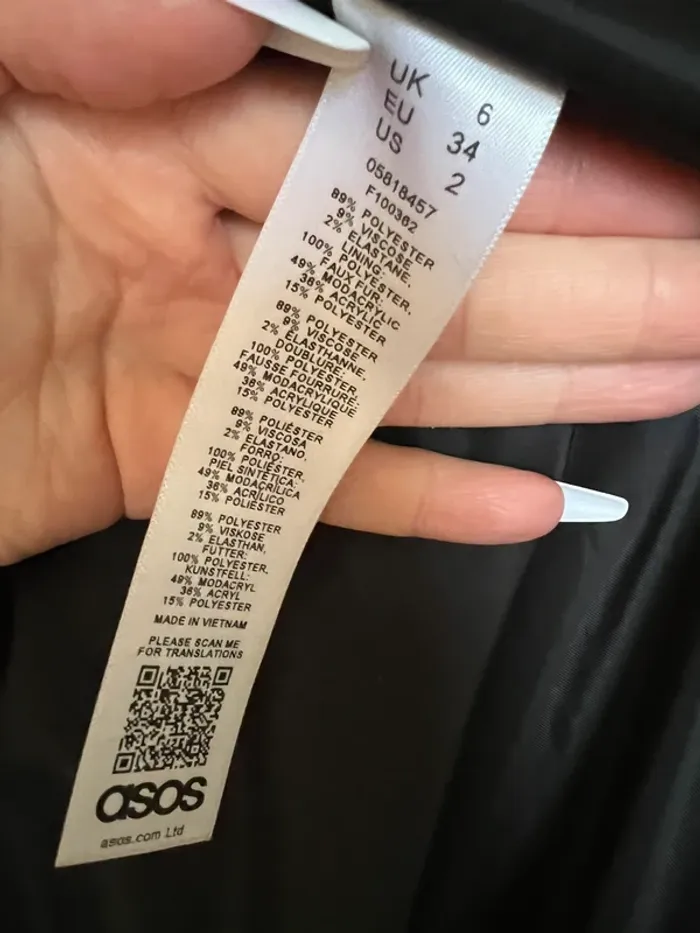 UK 6
EU 34
US 2
05818457
F100362
89% POLYESTER
9% VISCOSE
2% ELASTANE.
LINING:
100% POLYESTER.
FAUX FUR:
49% MODACRYLIC
36% ACRYLIC
15% POLYESTER
89% POLYESTER
9% VISCOSE
2% ÉLASTHANNE.
DOUBLURE:
100% POLYESTER.
FAUSSE FOURRURE:
49% MODACRYLIQUE
36% ACRYLIQUE
15% POLYESTER
89% POLIÉSTER
9% VISCOSA
2% ELASTANO.
FORRO:
100% POLIÉSTER.
PIEL SINTÉTICA:
49% MODACRÍLICA
36% ACRÍLICO
15% POLIÉSTER
89% POLYESTER
9% VISKOSE
2% ELASTHAN.
FUTTER:
100% POLYESTER.
KUNSTFELL:
49% MODACRYL
36% ACRYL
15% POLYESTER
MADE IN VIETNAM
PLEASE SCAN ME
FOR TRANSLATIONS
asos
asos.com Ltd